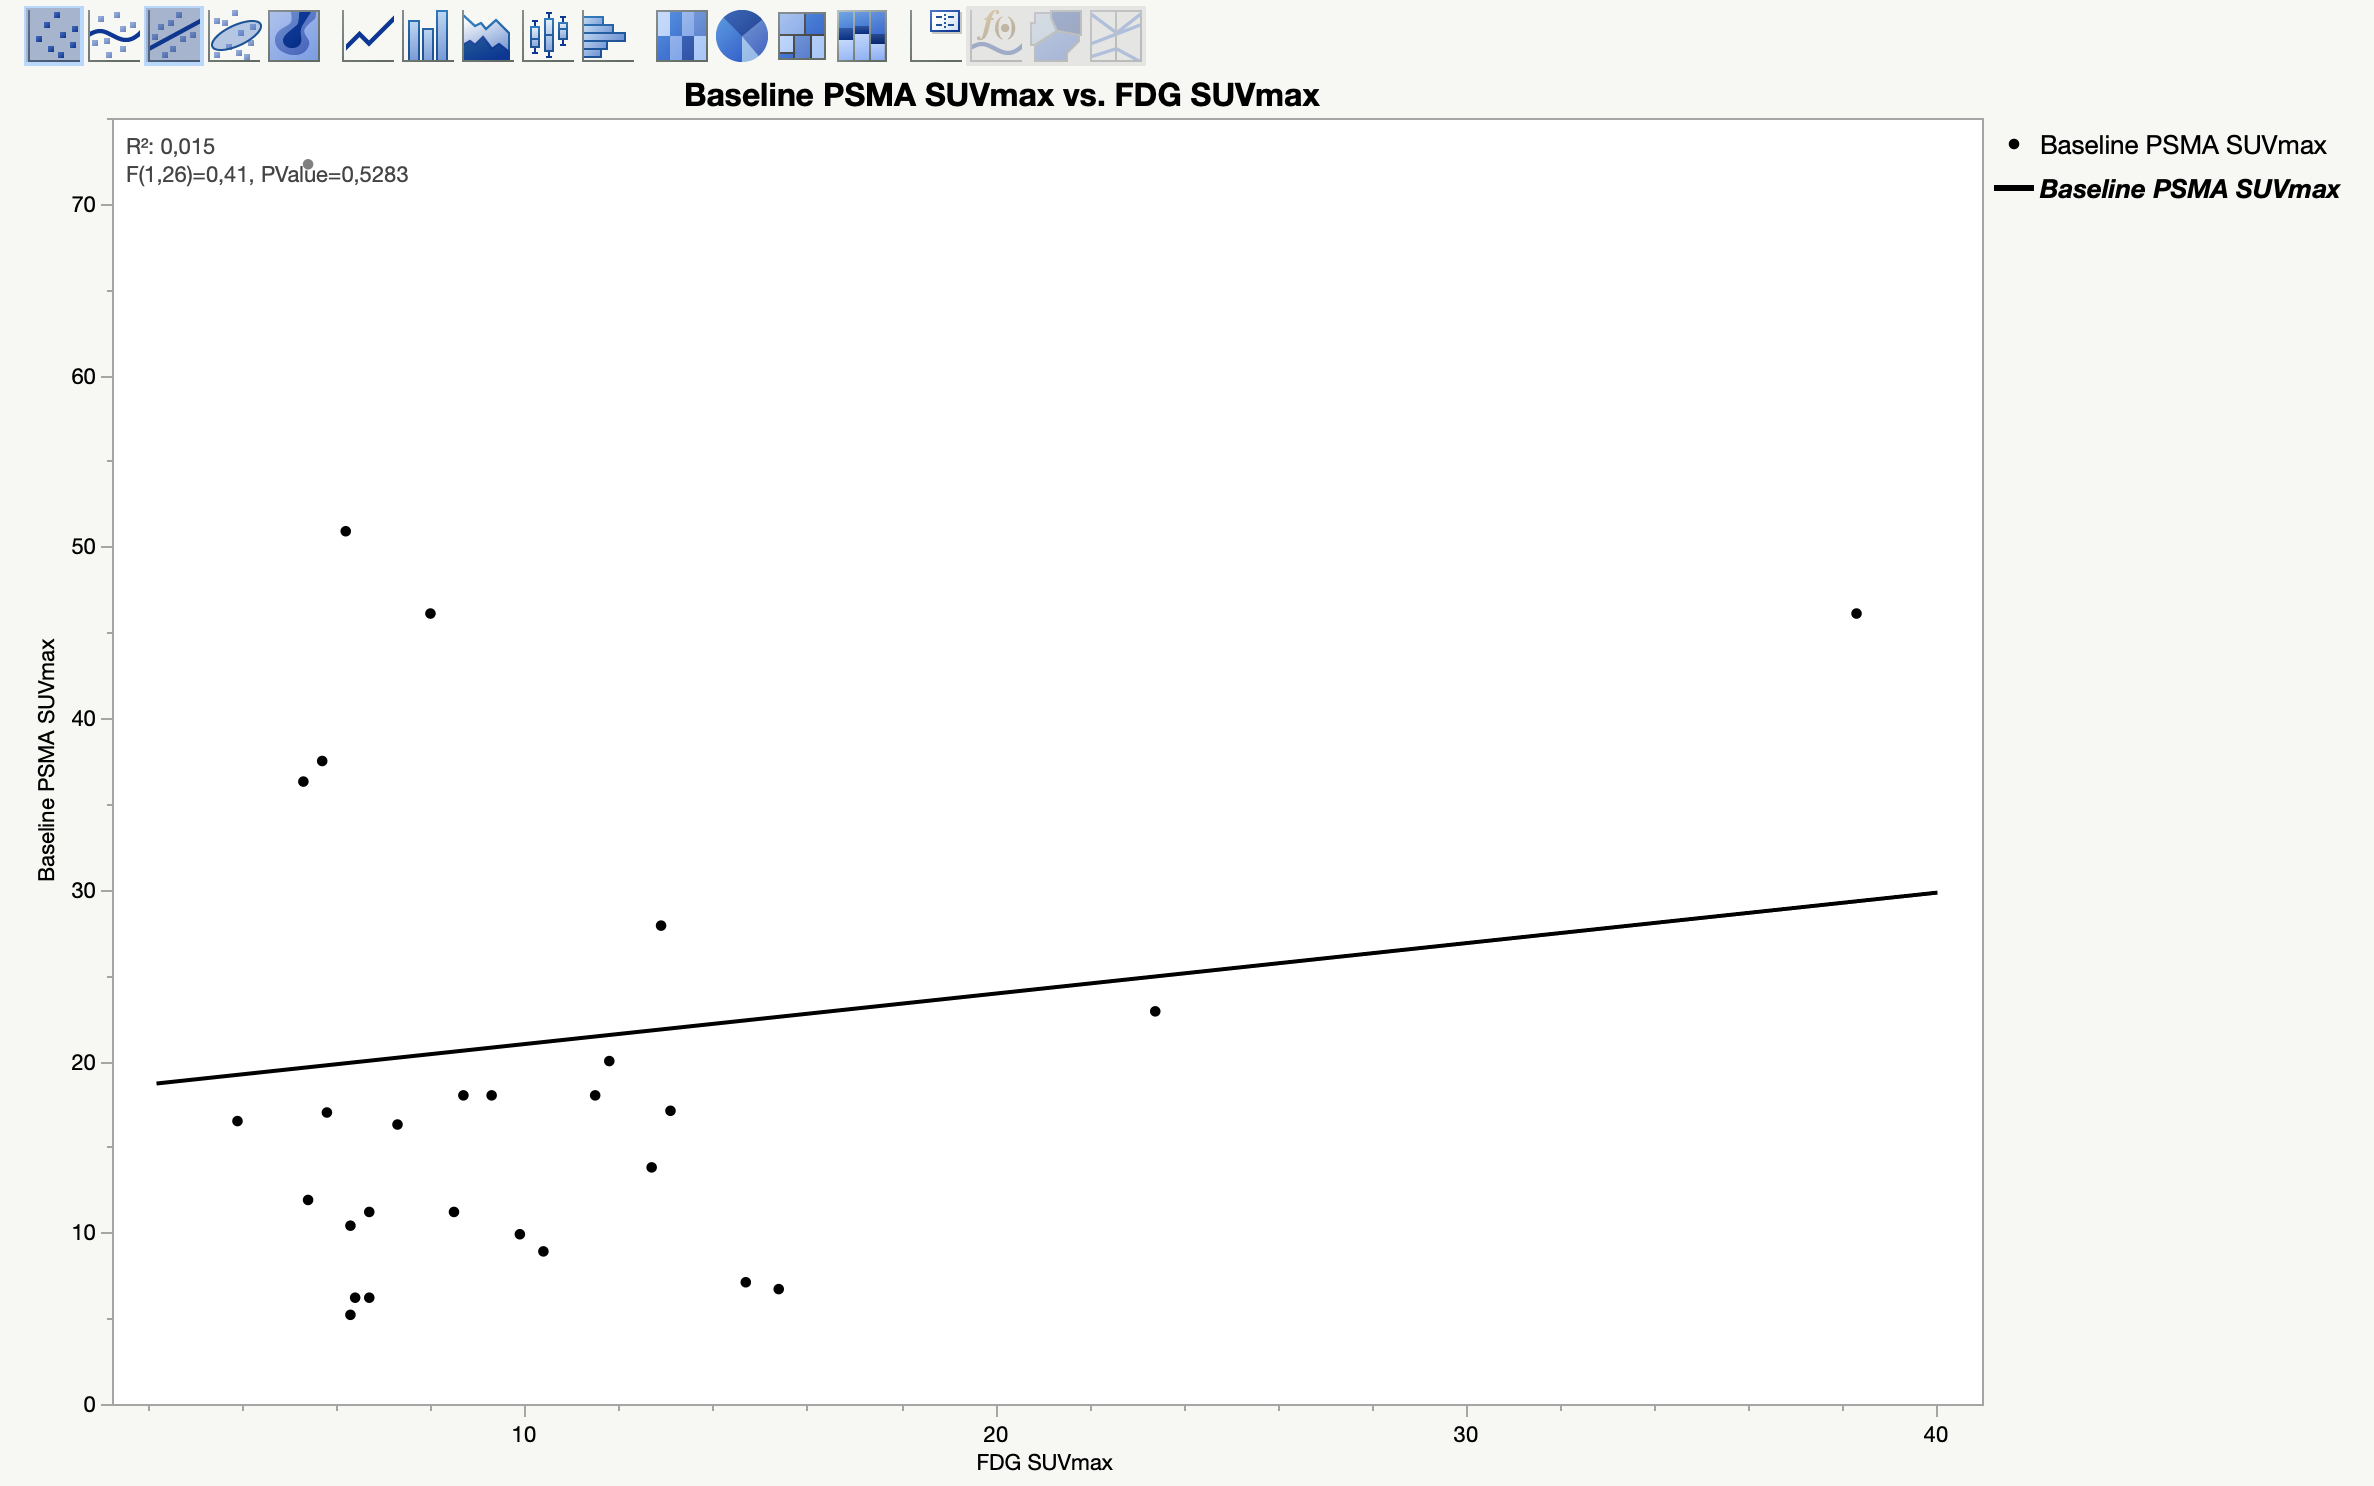 f(•)
Baseline PSMA SUVmax vs. FDG SUVmax
R²: 0,015
F(1,26)=0,41, PValue=0,5283
Baseline PSMA SUVmax
Baseline PSMA SUVmax
70
60
50
40
30
20
10
0
Baseline PSMA SUVmax
10 20 30 40
FDG SUVmax